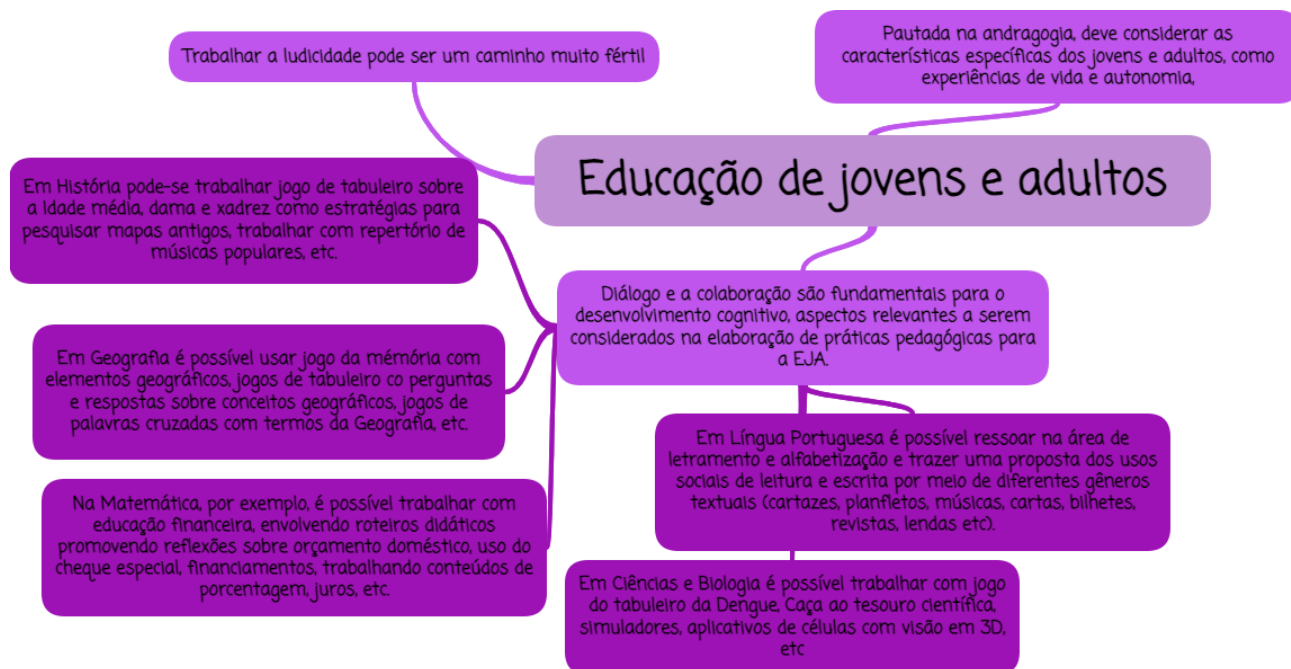 Trabalhar a ludicidade pode ser um caminho muito fértil
Pautada na andragogia, deve considerar as
características específicas dos jovens e adultos, como
experiências de vida e autonomia,
Educação de jovens e adultos
Em História pode-se trabalhar jogo de tabuleiro sobre
a Idade média, dama e xadrez como estratégias para
pesquisar mapas antigos, trabalhar com repertório de
músicas populares, etc.
Diálogo e a colaboração são fundamentais para o
desenvolvimento cognitivo, aspectos relevantes a serem
considerados na elaboração de práticas pedagógicas para
a EJA.
Em Geografia é possível usar jogo da mémória com
elementos geográficos, jogos de tabuleiro co perguntas
e respostas sobre conceitos geográficos, jogos de
palavras cruzadas com termos da Geografia, etc.
Em Língua Portuguesa é possível ressoar na área de
letramento e alfabetização e trazer uma proposta dos usos
sociais de leitura e escrita por meio de diferentes gêneros
textuais (cartazes, planfletos, músicas, cartas, bilhetes,
revistas, lendas etc).
Na Matemática, por exemplo, é possível trabalhar com
educação financeira, envolvendo roteiros didáticos
promovendo reflexões sobre orçamento doméstico, uso do
cheque especial, financiamentos, trabalhando conteúdos de
porcentagem, juros, etc.
Em Ciências e Biologia é possível trabalhar com jogo
do tabuleiro da Dengue, Caça ao tesouro científica,
simuladores, aplicativos de células com visão em 3D,
etc